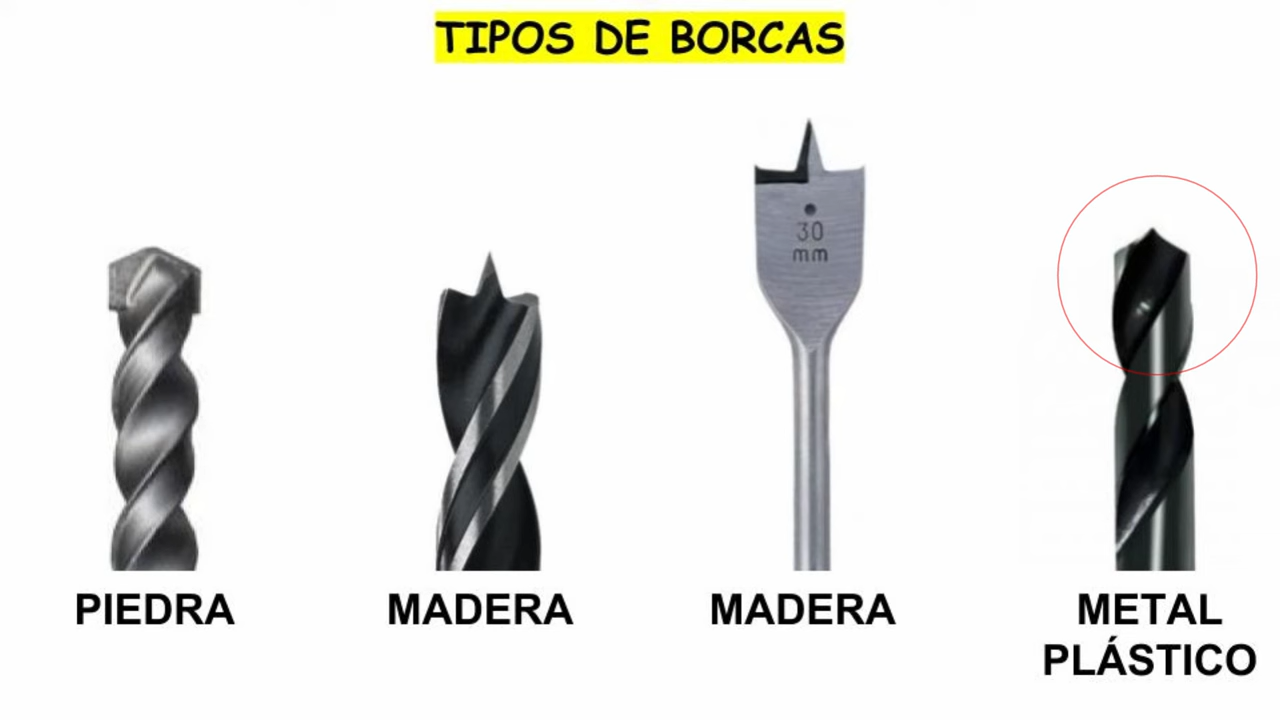 TIPOS DE BORCAS
30
mm
PIEDRA
MADERA
MADERA
METAL
PLÁSTICO